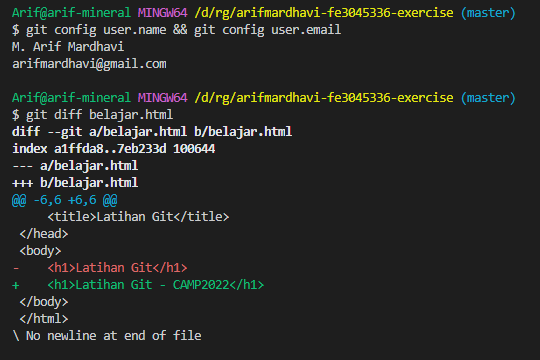 Arif@arif-mineral MINGW64 /d/rg/arifmardhavi-fe3045336-exercise (master)
$ git config user.name && git config user.email
M. Arif Mardhavi
arifmardhavi@gmail.com

Arif@arif-mineral MINGW64 /d/rg/arifmardhavi-fe3045336-exercise (master)
$ git diff belajar.html
diff --git a/belajar.html b/belajar.html
index a1ffda8..7eb233d 100644
--- a/belajar.html
+++ b/belajar.html
@@ -6,6 +6,6 @@
     <title>Latihan Git</title>
 </head>
 <body>
-    <h1>Latihan Git</h1>
+    <h1>Latihan Git - CAMP2022</h1>
 </body>
 </html>
\ No newline at end of file